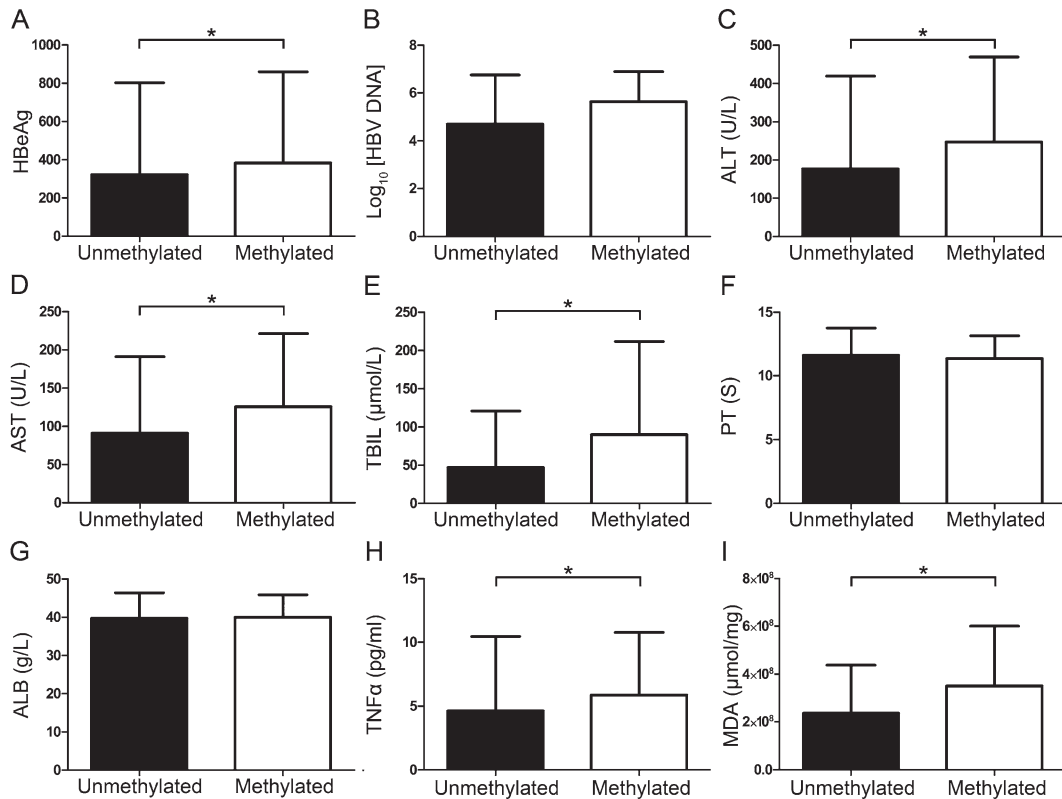 A
*
1000
800
600
400
200
0
HBeAg
Unmethylated Methylated
B
8
6
4
2
0
Log10 [HBV DNA]
Unmethylated Methylated
C
*
500
400
300
200
100
0
ALT (U/L)
Unmethylated Methylated
D
*
250
200
150
100
50
0
AST (U/L)
Unmethylated Methylated
E
*
250
200
150
100
50
0
TBIL (μmol/L)
Unmethylated Methylated
F
15
10
5
0
PT (S)
Unmethylated Methylated
G
50
40
30
20
10
0
ALB (g/L)
Unmethylated Methylated
H
*
15
10
5
0
TNFα (pg/ml)
Unmethylated Methylated
I
*
8×10⁸
6×10⁸
4×10⁸
2×10⁸
0.0
MDA (μmol/mg)
Unmethylated Methylated